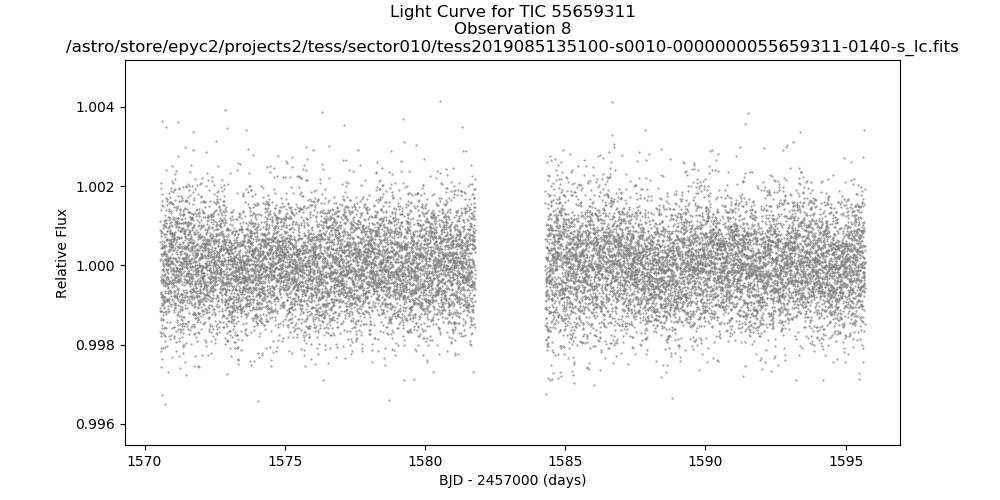 Light Curve for TIC 55659311
Observation 8
/astro/store/epyc2/projects2/tess/sector010/tess2019085135100-s0010-0000000055659311-0140-s_lc.fits
Relative Flux
1.004
1.002
1.000
0.998
0.996
1570 1575 1580 1585 1590 1595
BJD - 2457000 (days)